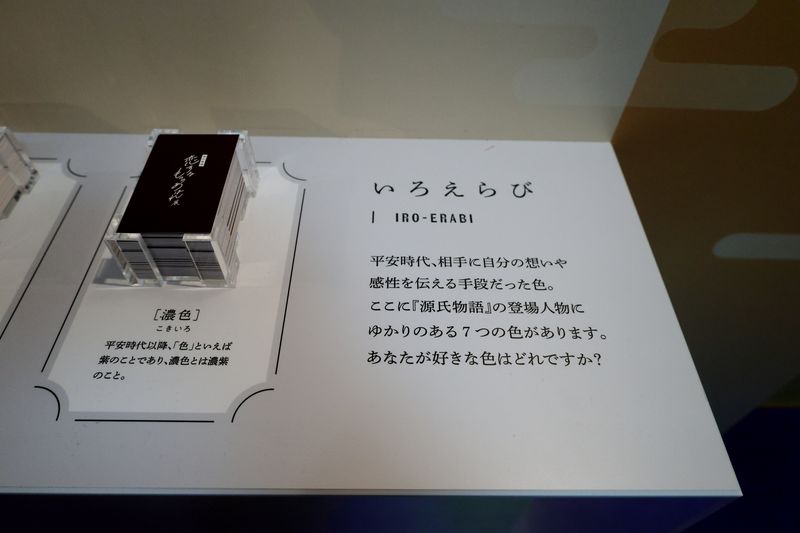 いろえらび
IRO-ERABI
平安時代、相手に自分の想いや
感性を伝える手段だった色。
ここに『源氏物語』の登場人物に
ゆかりのある7つの色があります。
あなたが好きな色はどれですか?
[濃色]
こきいろ
平安時代以降、「色」といえば
紫のことであり、濃色とは濃紫
のこと。